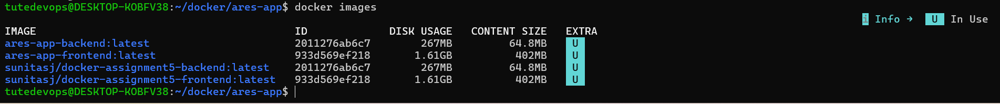 tutedevops@DESKTOP-KOBFV38:~/docker/ares-app$ docker images
i Info → U In Use
IMAGE ID DISK USAGE CONTENT SIZE EXTRA
ares-app-backend:latest 2011276ab6c7 267MB 64.8MB U
ares-app-frontend:latest 933d569ef218 1.61GB 402MB U
sunitasj/docker-assignment5-backend:latest 2011276ab6c7 267MB 64.8MB U
sunitasj/docker-assignment5-frontend:latest 933d569ef218 1.61GB 402MB U
tutedevops@DESKTOP-KOBFV38:~/docker/ares-app$